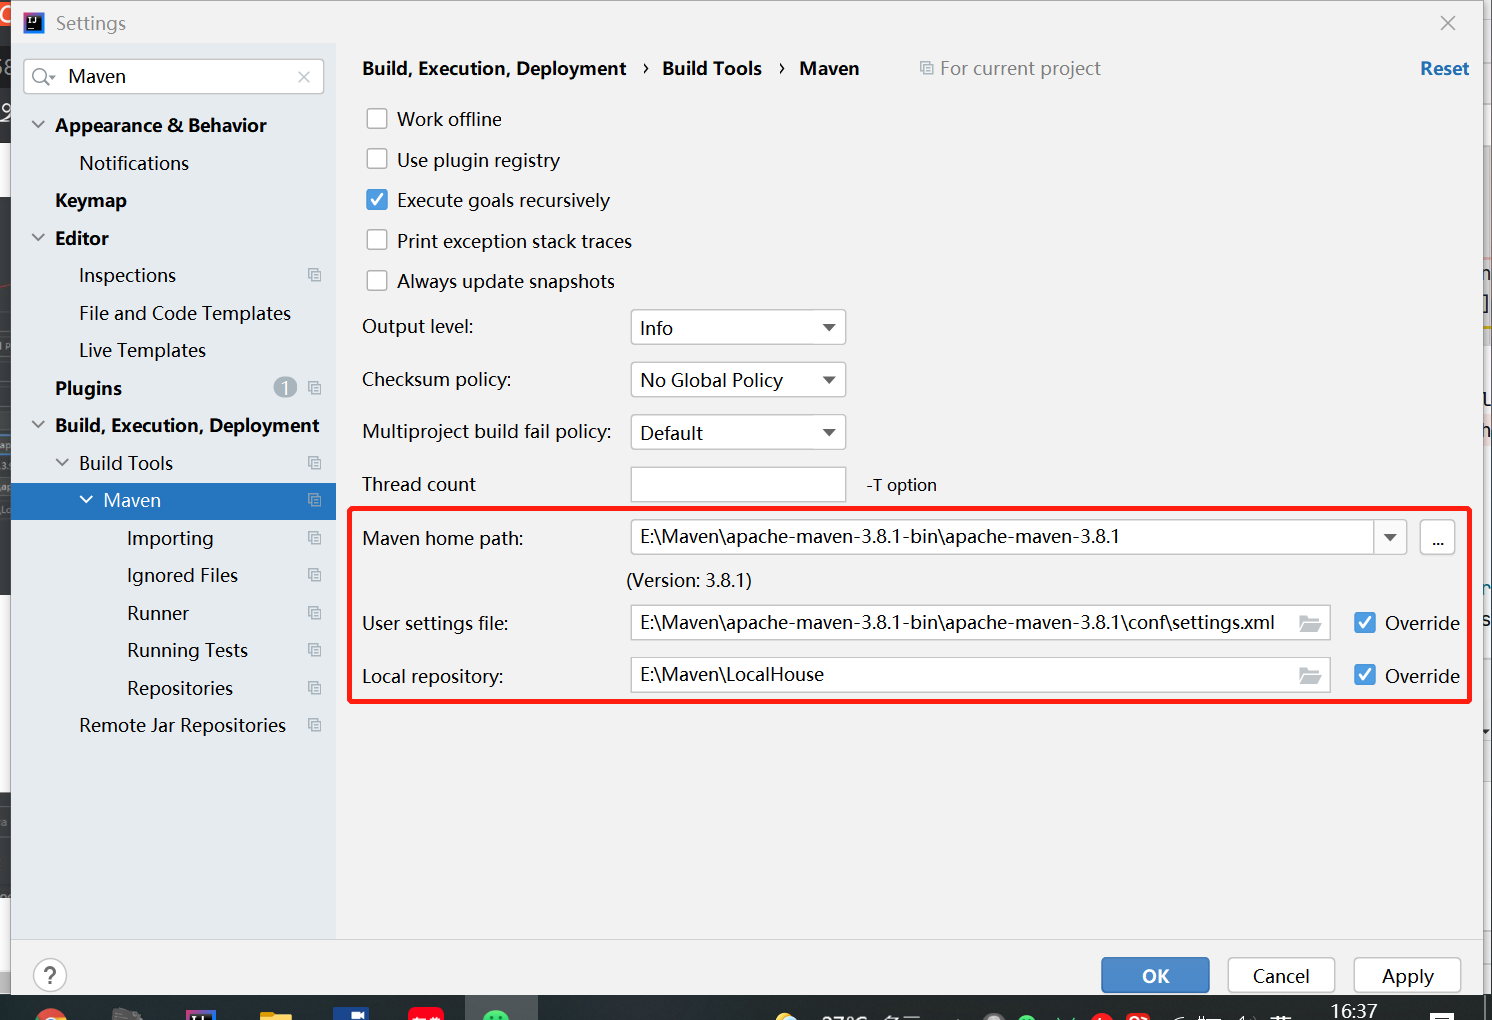 Settings
Maven
Appearance & Behavior
Notifications
Keymap
Editor
Inspections
File and Code Templates
Live Templates
Plugins 1
Build, Execution, Deployment
Build Tools
Maven
Importing
Ignored Files
Runner
Running Tests
Repositories
Remote Jar Repositories
Build, Execution, Deployment › Build Tools › Maven For current project Reset
Work offline
Use plugin registry
Execute goals recursively
Print exception stack traces
Always update snapshots
Output level: Info
Checksum policy: No Global Policy
Multiproject build fail policy: Default
Thread count -T option
Maven home path: E:\Maven\apache-maven-3.8.1-bin\apache-maven-3.8.1 ...
(Version: 3.8.1)
User settings file: E:\Maven\apache-maven-3.8.1-bin\apache-maven-3.8.1\conf\settings.xml Override
Local repository: E:\Maven\LocalHouse Override
? OK Cancel Apply
16:37